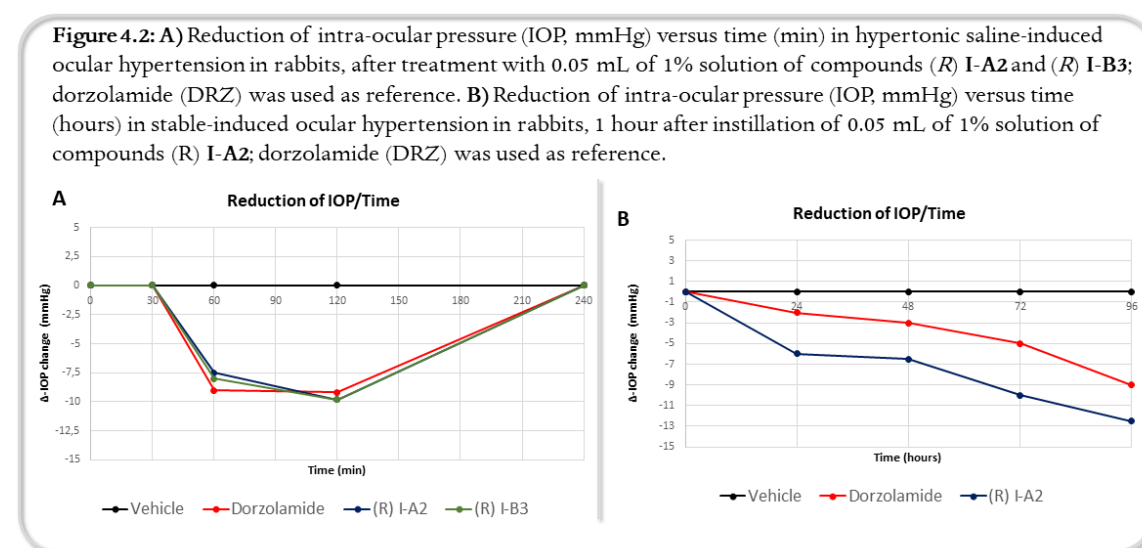 Figure 4.2: A) Reduction of intra-ocular pressure (IOP, mmHg) versus time (min) in hypertonic saline-induced
ocular hypertension in rabbits, after treatment with 0.05 mL of 1% solution of compounds (R) I-A2 and (R) I-B3;
dorzolamide (DRZ) was used as reference. B) Reduction of intra-ocular pressure (IOP, mmHg) versus time
(hours) in stable-induced ocular hypertension in rabbits, 1 hour after instillation of 0.05 mL of 1% solution of
compounds (R) I-A2; dorzolamide (DRZ) was used as reference.
A
Reduction of IOP/Time
Δ-IOP change (mmHg)
5
2,5
0
-2,5
-5
-7,5
-10
-12,5
-15
0 30 60 90 120 150 180 210 240
Time (min)
Vehicle Dorzolamide (R) I-A2 (R) I-B3
B
Reduction of IOP/Time
Δ-IOP change (mmHg)
5
3
1
-1
-3
-5
-7
-9
-11
-13
-15
0 24 48 72 96
Time (hours)
Vehicle Dorzolamide (R) I-A2